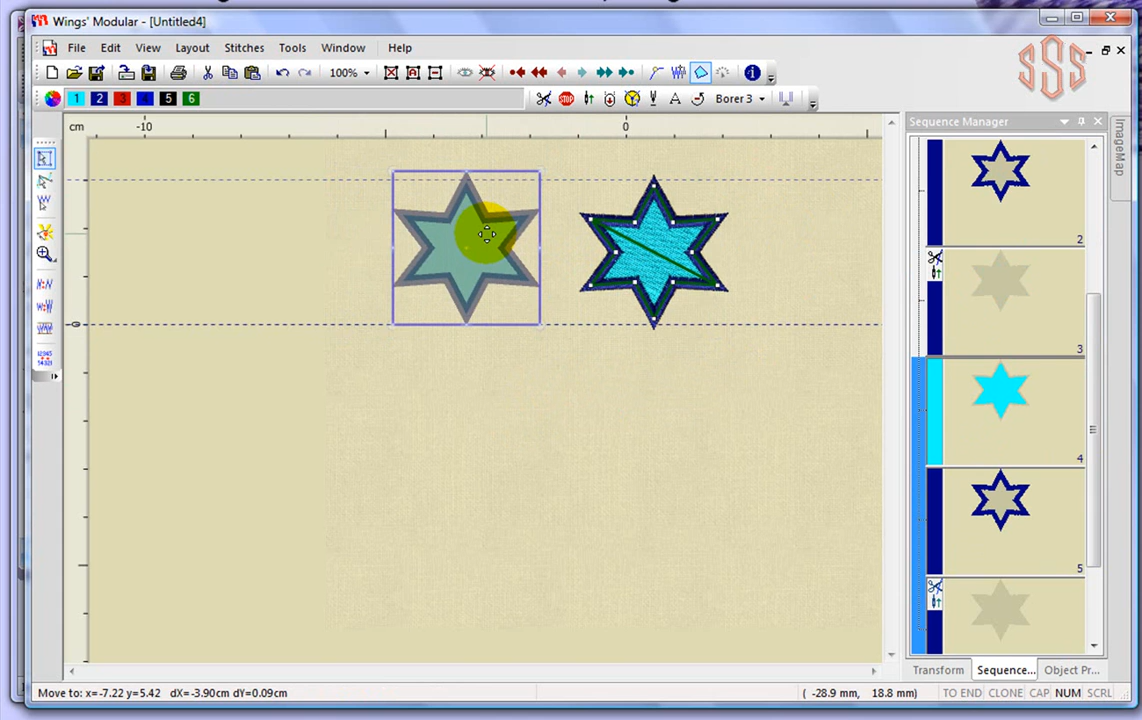 Wings' Modular - [Untitled4]
File Edit View Layout Stitches Tools Window Help
100%
1 2 3 4 5 6 STOP A Borer 3
cm -10 0
Sequence Manager
ImageMap
2
3
4
5
0
SSS
Transform Sequence... Object Pr...
Move to: x=-7.22 y=5.42 dX=-3.90cm dY=0.09cm ( -28.9 mm, 18.8 mm) TO END CLONE CAP NUM SCRL